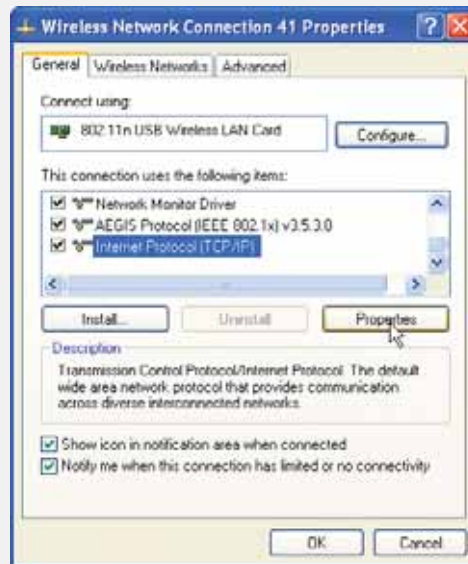 Wireless Network Connection 41 Properties
General
Wireless Networks
Advanced
Connect using:
802.11n USB Wireless LAN Card
Configure...
This connection uses the following items:
Network Monitor Driver
AEGIS Protocol (IEEE 802.1x) v3.5.3.0
Internet Protocol (TCP/IP)
Install...
Uninstall
Properties
Description
Transmission Control Protocol/Internet Protocol. The default
wide area network protocol that provides communication
across diverse interconnected networks.
Show icon in notification area when connected
Notify me when this connection has limited or no connectivity
OK
Cancel